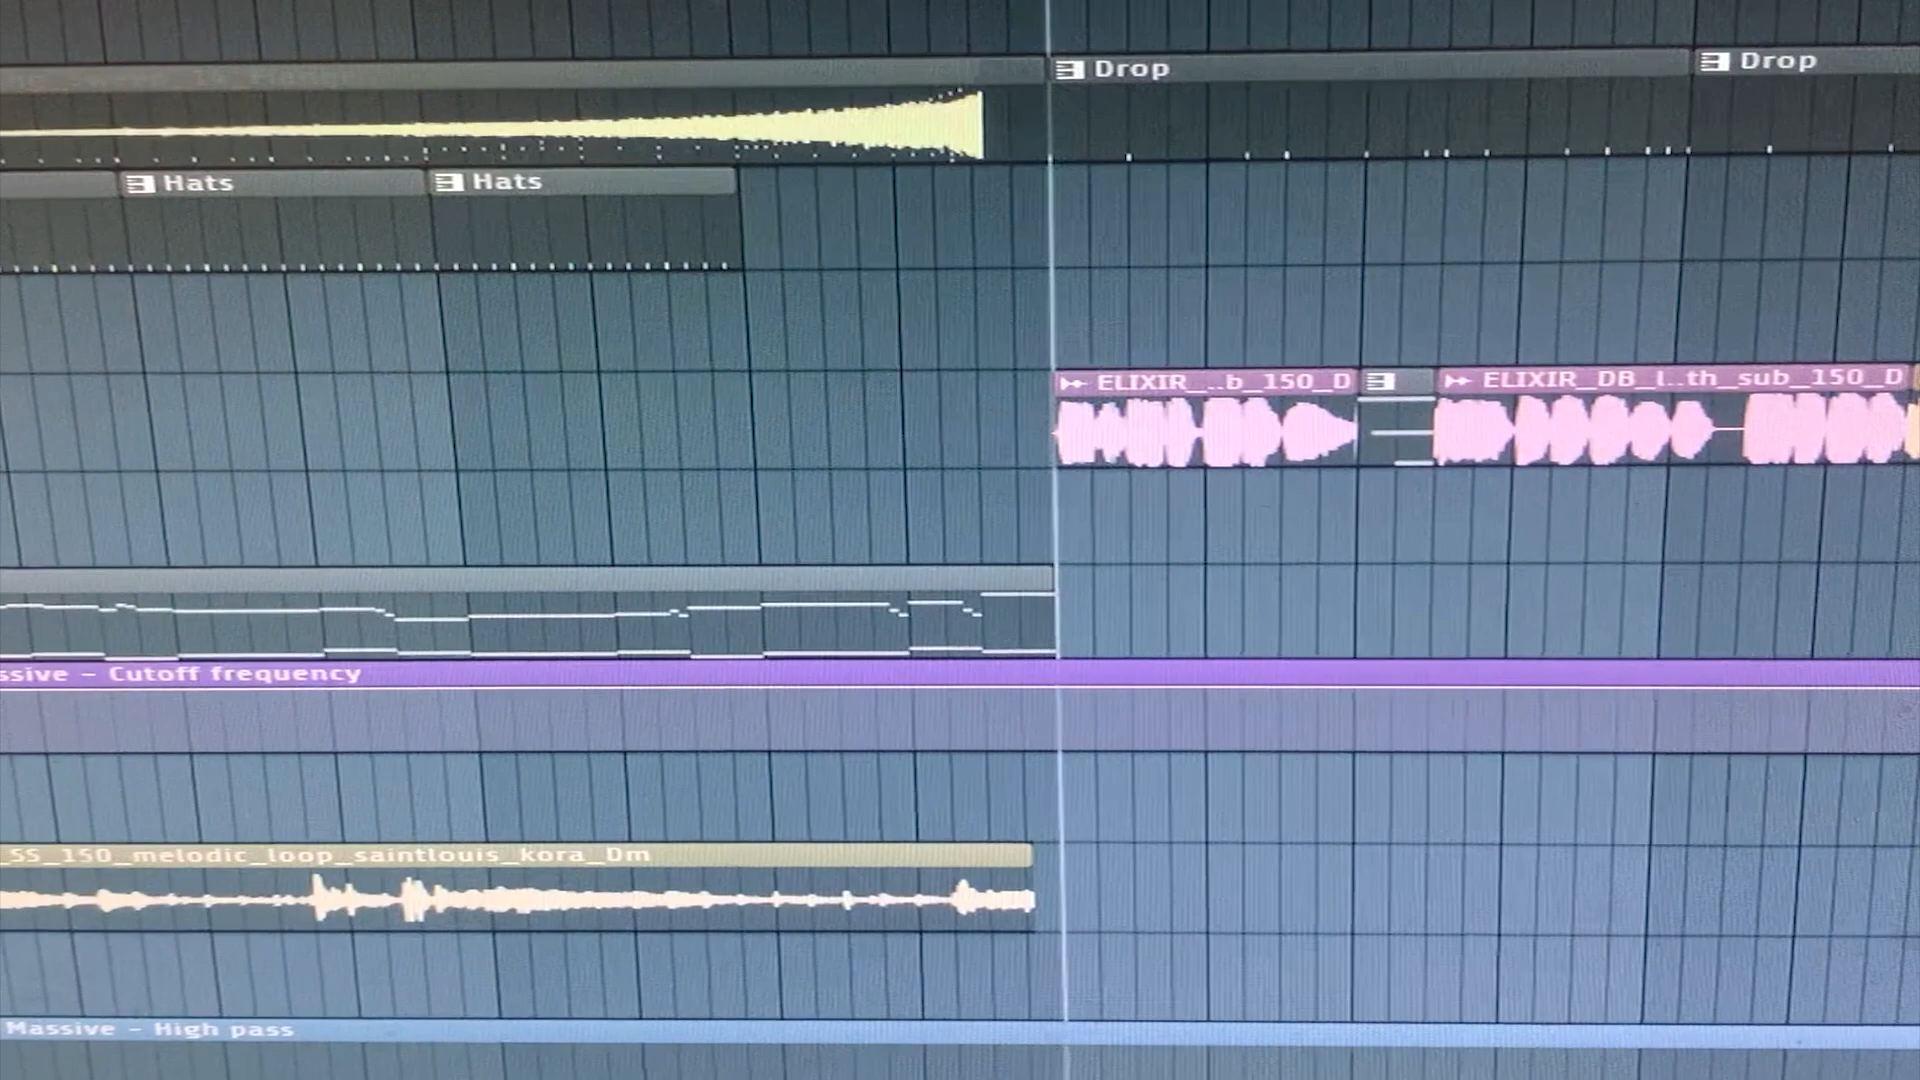 Drop
Drop
Hats
Hats
ELIXIR_..b_150_D
ELIXIR_DB_l..th_sub_150_D
ssive - Cutoff frequency
_SS_150_melodic_loop_saintlouis_kora_Dm
Massive - High pass